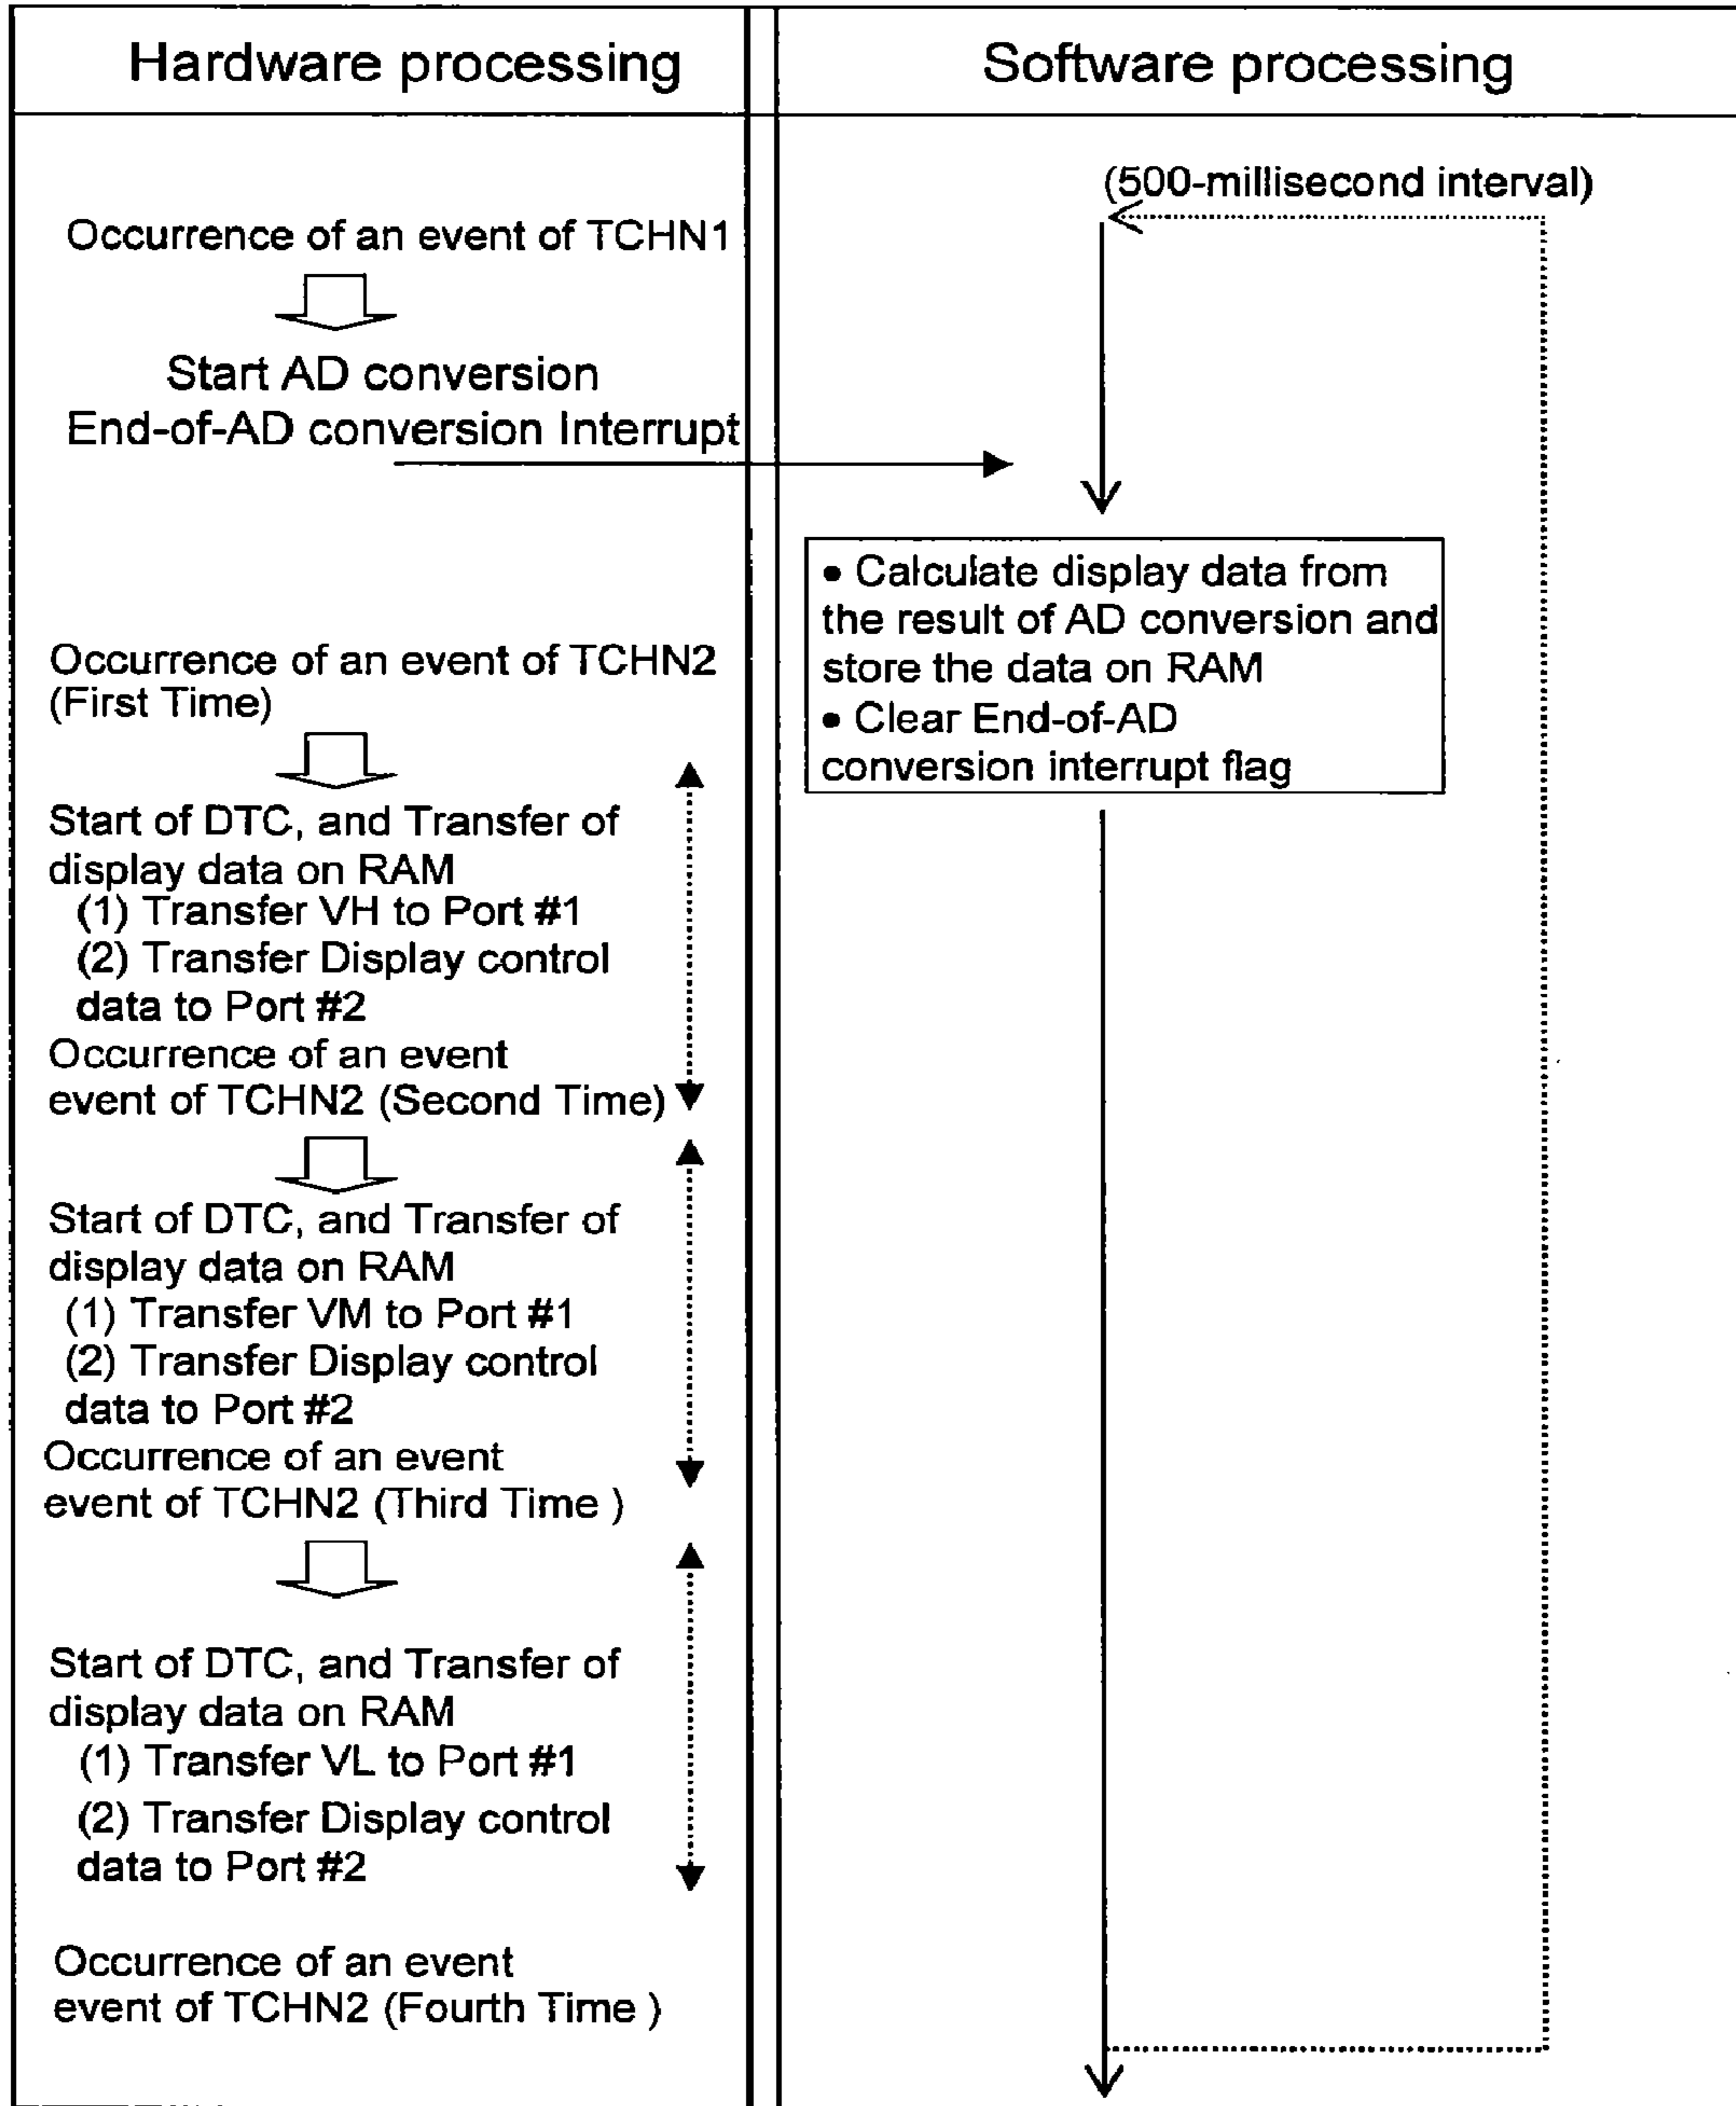 Hardware processing
Software processing
Occurrence of an event of TCHN1
Start AD conversion
End-of-AD conversion Interrupt
Occurrence of an event of TCHN2
(First Time)
Start of DTC, and Transfer of
display data on RAM
(1) Transfer VH to Port #1
(2) Transfer Display control
data to Port #2
Occurrence of an event
event of TCHN2 (Second Time)
Start of DTC, and Transfer of
display data on RAM
(1) Transfer VM to Port #1
(2) Transfer Display control
data to Port #2
Occurrence of an event
event of TCHN2 (Third Time )
Start of DTC, and Transfer of
display data on RAM
(1) Transfer VL to Port #1
(2) Transfer Display control
data to Port #2
Occurrence of an event
event of TCHN2 (Fourth Time )
(500-millisecond interval)
• Calculate display data from
the result of AD conversion and
store the data on RAM
• Clear End-of-AD
conversion interrupt flag